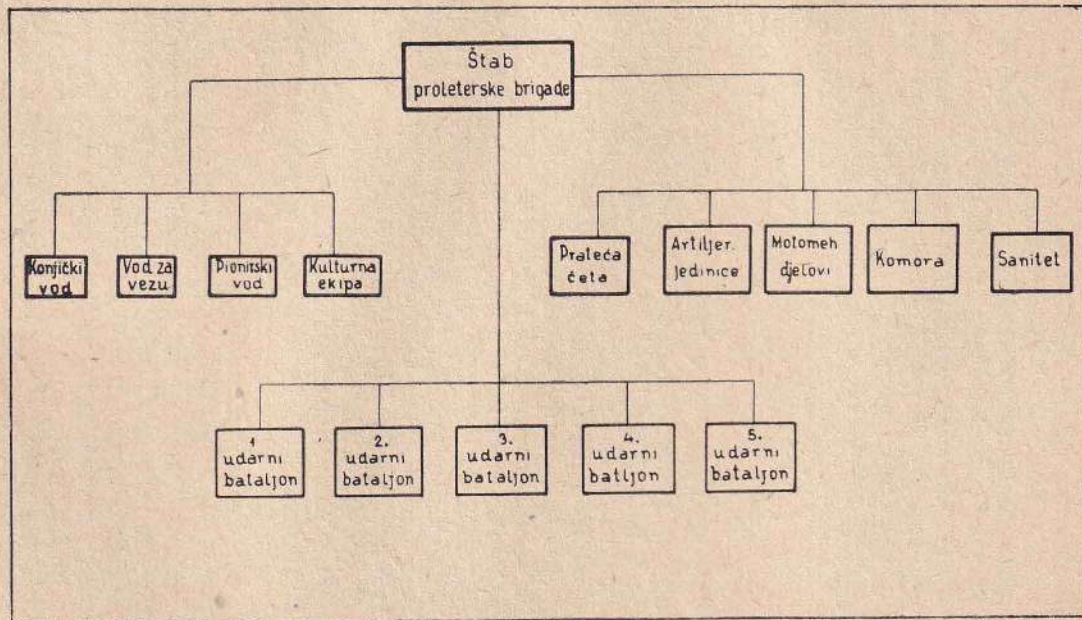 Štab
proleterske brigade
Konjički
vod
Vod za
vezu
Pionirski
vod
Kulturna
ekipa
Prateća
četa
Artiljer.
jedinice
Motomeh
djelovi
Komora
Sanitet
1
udarni
bataljon
2.
udarni
bataljon
3.
udarni
bataljon
4.
udarni
batljon
5.
udarni
bataljon